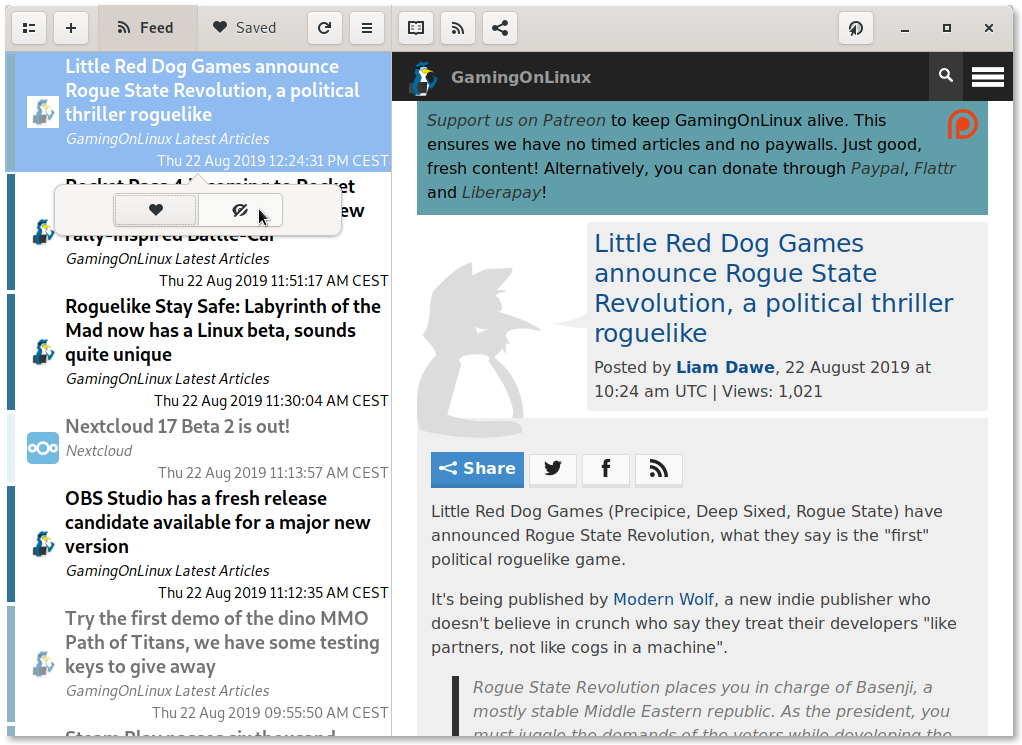 Feed
Saved
Little Red Dog Games announce
Rogue State Revolution, a political
thriller roguelike
GamingOnLinux Latest Articles
Thu 22 Aug 2019 12:24:31 PM CEST
Rocket Pass 4 is coming to Rocket
ew
rally-inspired Battle-Car
GamingOnLinux Latest Articles
Thu 22 Aug 2019 11:51:17 AM CEST
Roguelike Stay Safe: Labyrinth of the
Mad now has a Linux beta, sounds
quite unique
GamingOnLinux Latest Articles
Thu 22 Aug 2019 11:30:04 AM CEST
Nextcloud 17 Beta 2 is out!
Nextcloud
Thu 22 Aug 2019 11:13:57 AM CEST
OBS Studio has a fresh release
candidate available for a major new
version
GamingOnLinux Latest Articles
Thu 22 Aug 2019 11:12:35 AM CEST
Try the first demo of the dino MMO
Path of Titans, we have some testing
keys to give away
GamingOnLinux Latest Articles
Thu 22 Aug 2019 09:55:50 AM CEST
Steam Play passes six thousand
GamingOnLinux
Support us on Patreon to keep GamingOnLinux alive. This
ensures we have no timed articles and no paywalls. Just good,
fresh content! Alternatively, you can donate through Paypal, Flattr
and Liberapay!
Little Red Dog Games
announce Rogue State
Revolution, a political thriller
roguelike
Posted by Liam Dawe, 22 August 2019 at
10:24 am UTC | Views: 1,021
Share
Little Red Dog Games (Precipice, Deep Sixed, Rogue State) have
announced Rogue State Revolution, what they say is the "first"
political roguelike game.
It's being published by Modern Wolf, a new indie publisher who
doesn't believe in crunch who say they treat their developers "like
partners, not like cogs in a machine".
Rogue State Revolution places you in charge of Basenji, a
mostly stable Middle Eastern republic. As the president, you
must juggle the demands of the voters while developing the